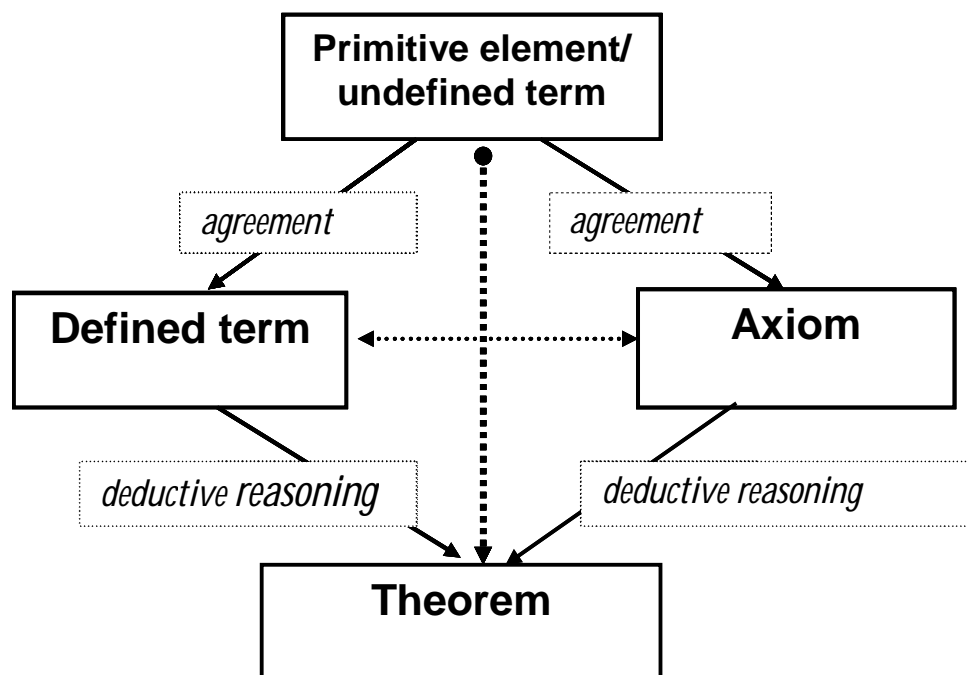 Primitive element/
undefined term
agreement
agreement
Defined term
Axiom
deductive reasoning
deductive reasoning
Theorem